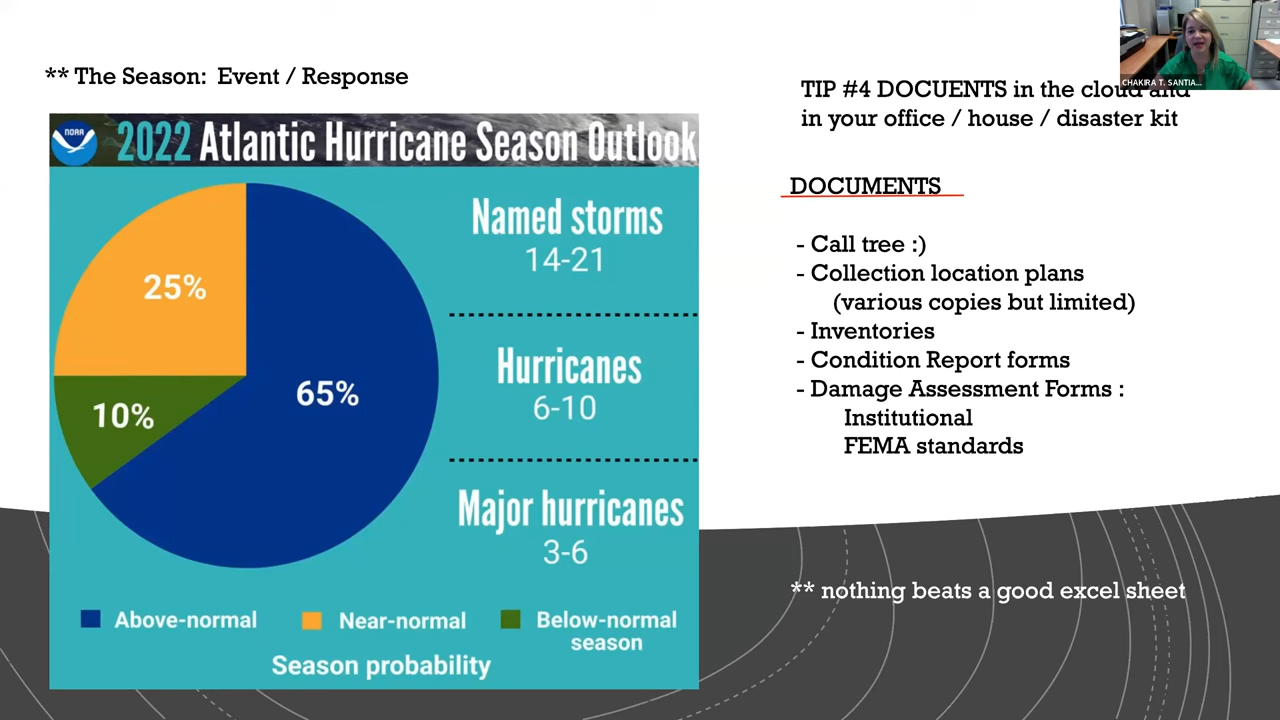 ** The Season: Event / Response
NOAA
2022 Atlantic Hurricane Season Outlook
25%
10%
65%
Named storms
14-21
Hurricanes
6-10
Major hurricanes
3-6
Above-normal
Near-normal
Below-normal
season
Season probability
CHAKIRA T. SANTIA...
TIP #4 DOCUENTS in the cloud and
in your office / house / disaster kit
DOCUMENTS
- Call tree :)
- Collection location plans
(various copies but limited)
- Inventories
- Condition Report forms
- Damage Assessment Forms :
Institutional
FEMA standards
** nothing beats a good excel sheet